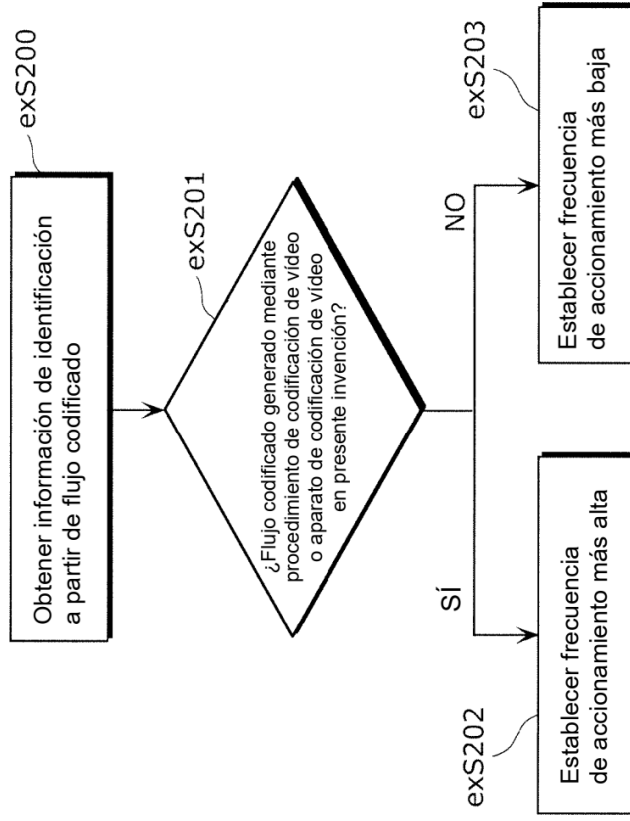 exS200
Obtener información de identificación
a partir de flujo codificado
exS201
¿Flujo codificado generado mediante
procedimiento de codificación de vídeo
o aparato de codificación de vídeo
en presente invención?
SÍ
NO
exS202
Establecer frecuencia
de accionamiento más alta
exS203
Establecer frecuencia
de accionamiento más baja